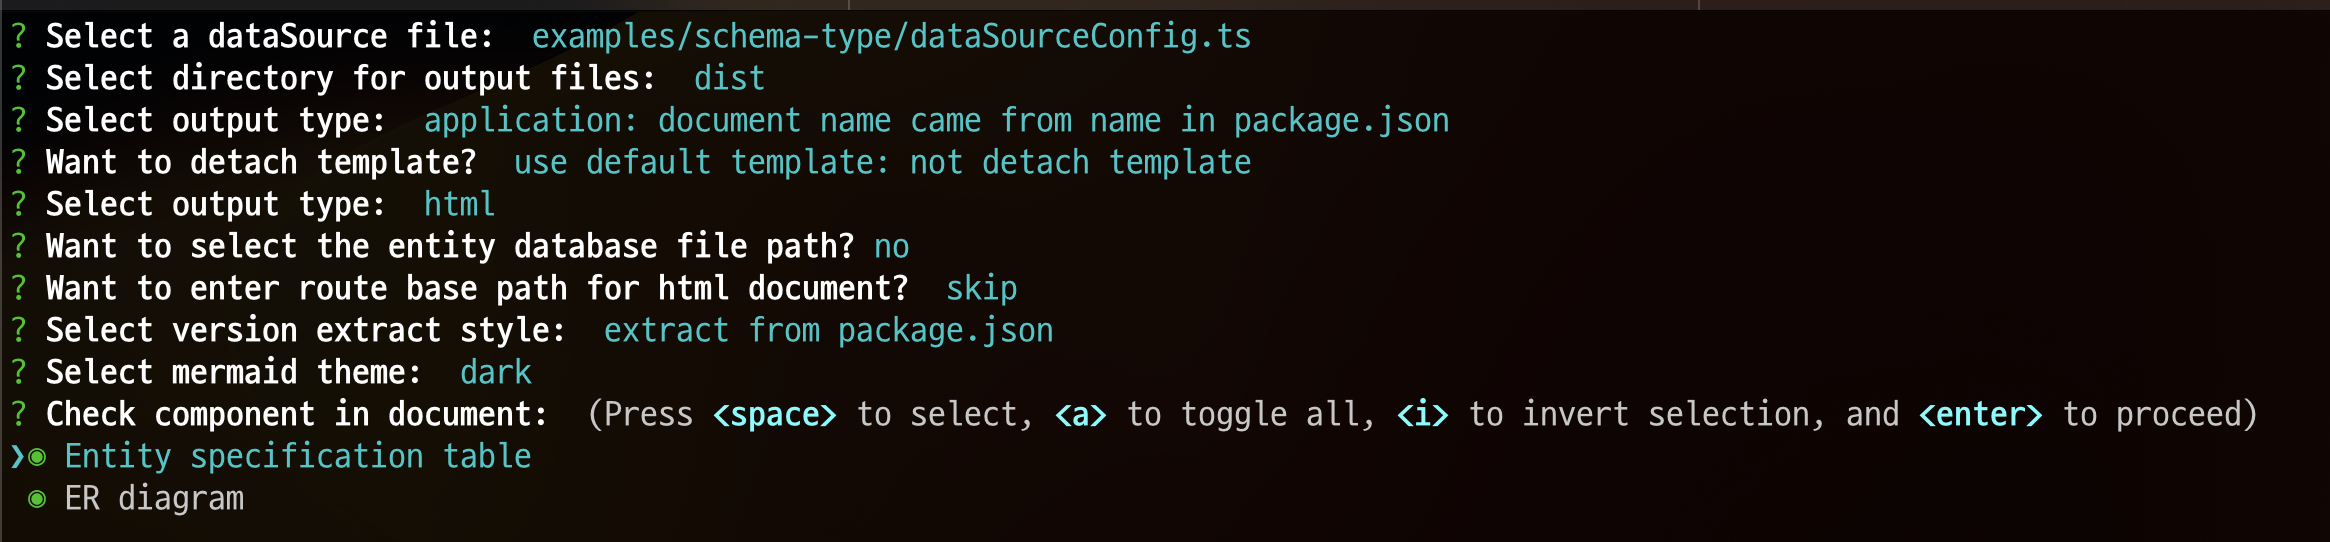 ? Select a dataSource file:  examples/schema-type/dataSourceConfig.ts
? Select directory for output files:  dist
? Select output type:  application: document name came from name in package.json
? Want to detach template?  use default template: not detach template
? Select output type:  html
? Want to select the entity database file path? no
? Want to enter route base path for html document?  skip
? Select version extract style:  extract from package.json
? Select mermaid theme:  dark
? Check component in document:  (Press <space> to select, <a> to toggle all, <i> to invert selection, and <enter> to proceed)
❯◉ Entity specification table
 ◉ ER diagram